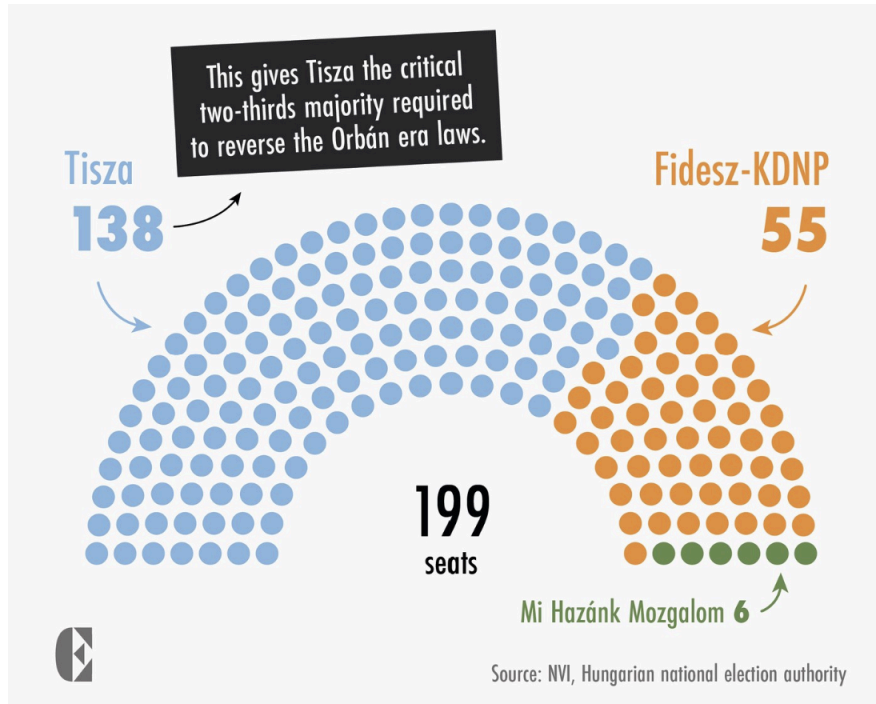 This gives Tisza the critical
two-thirds majority required
to reverse the Orbán era laws.
Tisza
138
Fidesz-KDNP
55
199
seats
Mi Hazánk Mozgalom 6
Source: NVI, Hungarian national election authority